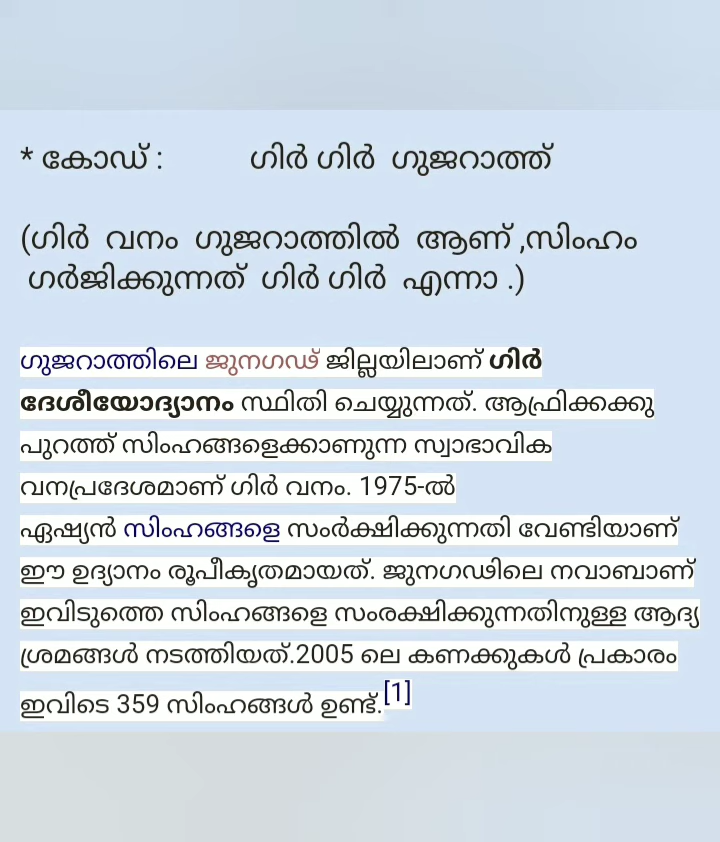 * കോഡ് : ഗിർ ഗിർ ഗുജറാത്ത്
(ഗിർ വനം ഗുജറാത്തിൽ ആണ് ,സിംഹം
ഗർജിക്കുന്നത് ഗിർ ഗിർ എന്നാ .)
ഗുജറാത്തിലെ ജുനഗഢ് ജില്ലയിലാണ് ഗിർ
ദേശീയോദ്യാനം സ്ഥിതി ചെയ്യുന്നത്. ആഫ്രിക്കക്കു
പുറത്ത് സിംഹങ്ങളെക്കാണുന്ന സ്വാഭാവിക
വനപ്രദേശമാണ് ഗിർ വനം. 1975-ൽ
ഏഷ്യൻ സിംഹങ്ങളെ സംർക്ഷിക്കുന്നതി വേണ്ടിയാണ്
ഈ ഉദ്യാനം രൂപീകൃതമായത്. ജുനഗഢിലെ നവാബാണ്
ഇവിടുത്തെ സിംഹങ്ങളെ സംരക്ഷിക്കുന്നതിനുള്ള ആദ്യ
ശ്രമങ്ങൾ നടത്തിയത്.2005 ലെ കണക്കുകൾ പ്രകാരം
ഇവിടെ 359 സിംഹങ്ങൾ ഉണ്ട്.[1]